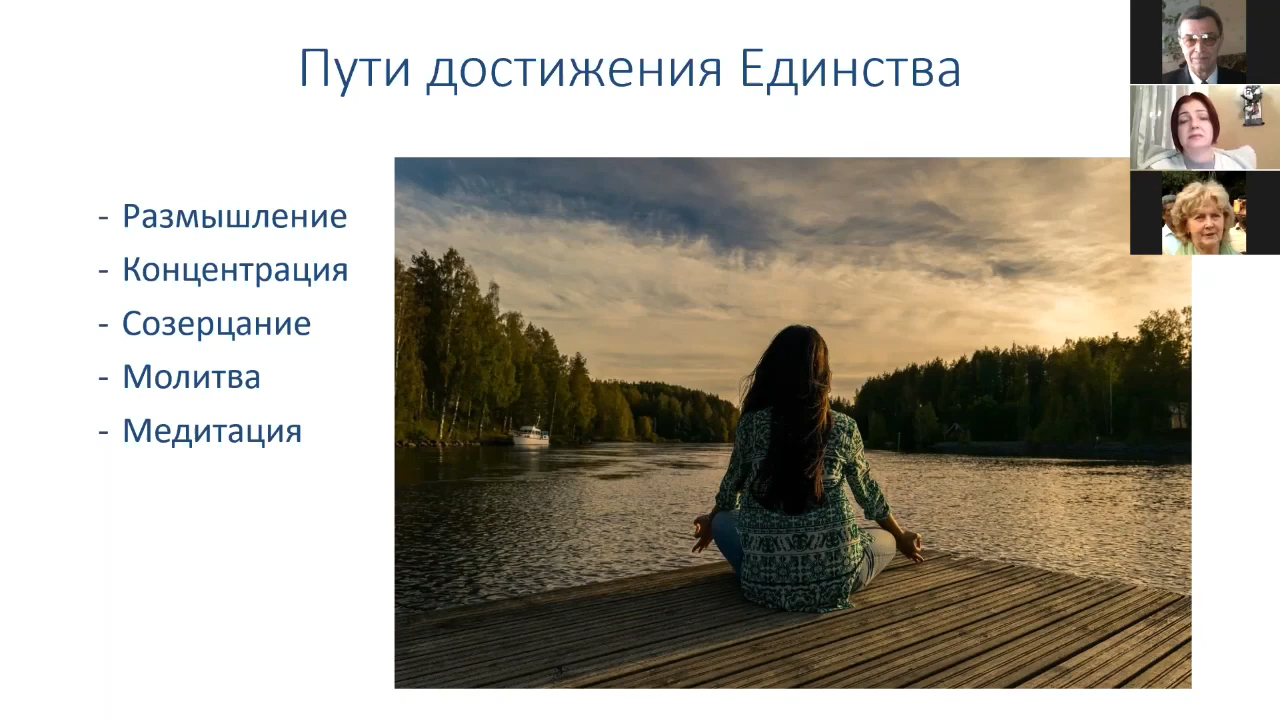 Пути достижения Единства
- Размышление
- Концентрация
- Созерцание
- Молитва
- Медитация